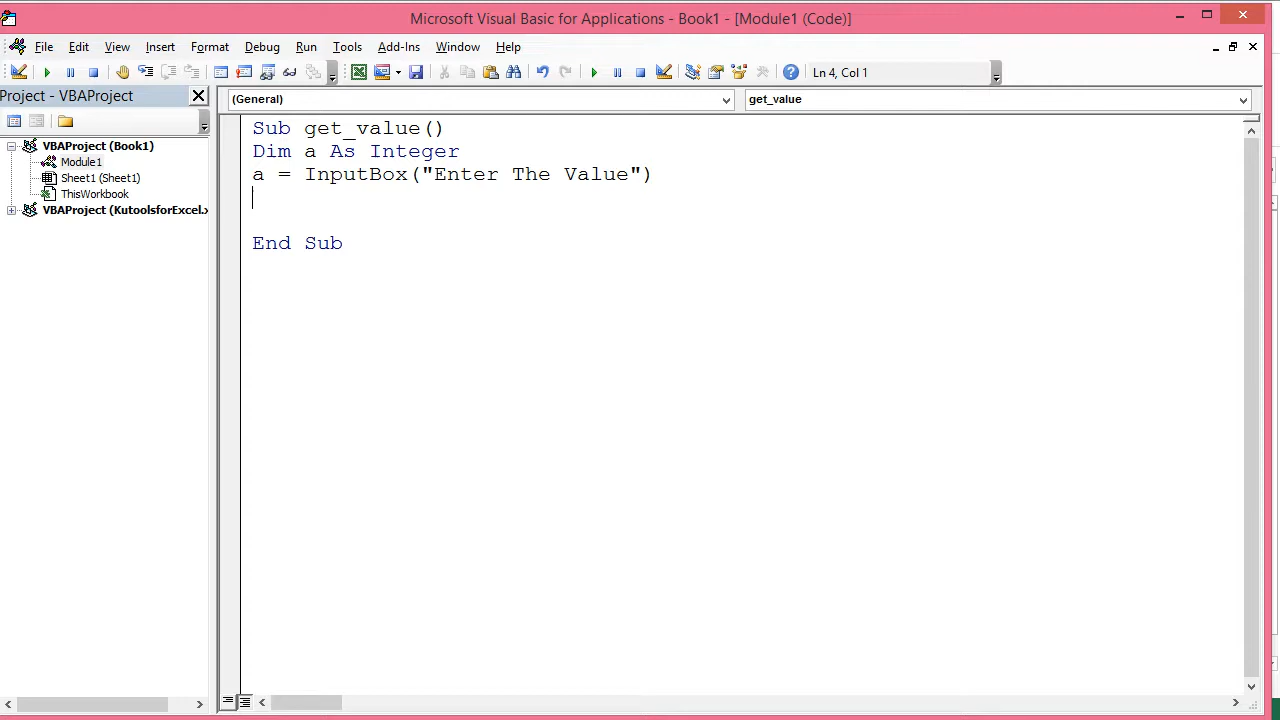 Microsoft Visual Basic for Applications - Book1 - [Module1 (Code)]
File Edit View Insert Format Debug Run Tools Add-Ins Window Help
Ln 4, Col 1
Project - VBAProject
(General) get_value
VBAProject (Book1)
Module1
Sheet1 (Sheet1)
ThisWorkbook
VBAProject (KutoolsforExcel.x
Sub get_value()
Dim a As Integer
a = InputBox("Enter The Value")
End Sub